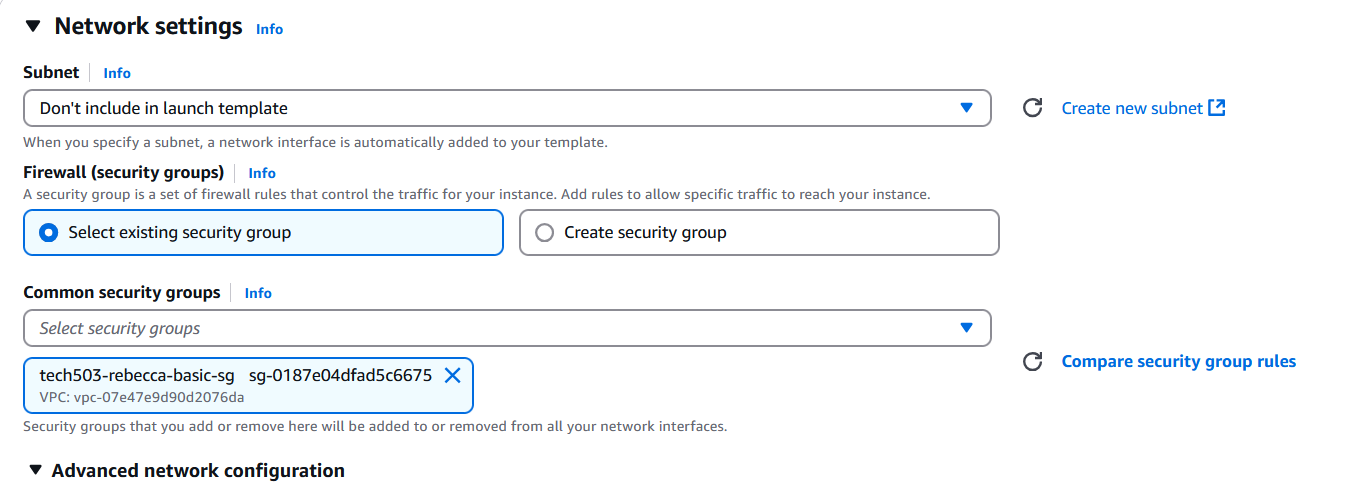 Network settings Info
Subnet Info
Don't include in launch template
Create new subnet
When you specify a subnet, a network interface is automatically added to your template.
Firewall (security groups) Info
A security group is a set of firewall rules that control the traffic for your instance. Add rules to allow specific traffic to reach your instance.
Select existing security group
Create security group
Common security groups Info
Select security groups
tech503-rebecca-basic-sg sg-0187e04dfad5c6675
VPC: vpc-07e47e9d90d2076da
Compare security group rules
Security groups that you add or remove here will be added to or removed from all your network interfaces.
Advanced network configuration